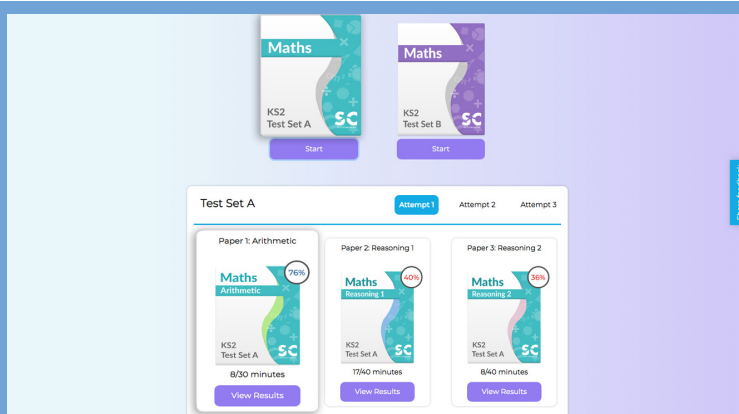 Maths
KS2
Test Set A
SC
Start
Maths
KS2
Test Set B
SC
Start
Test Set A
Attempt 1
Attempt 2
Attempt 3
Paper 1: Arithmetic
76%
Maths
Arithmetic
KS2
Test Set A
SC
8/30 minutes
View Results
Paper 2: Reasoning 1
40%
Maths
Reasoning 1
KS2
Test Set A
SC
17/40 minutes
View Results
Paper 3: Reasoning 2
36%
Maths
Reasoning 2
KS2
Test Set A
SC
8/40 minutes
View Results